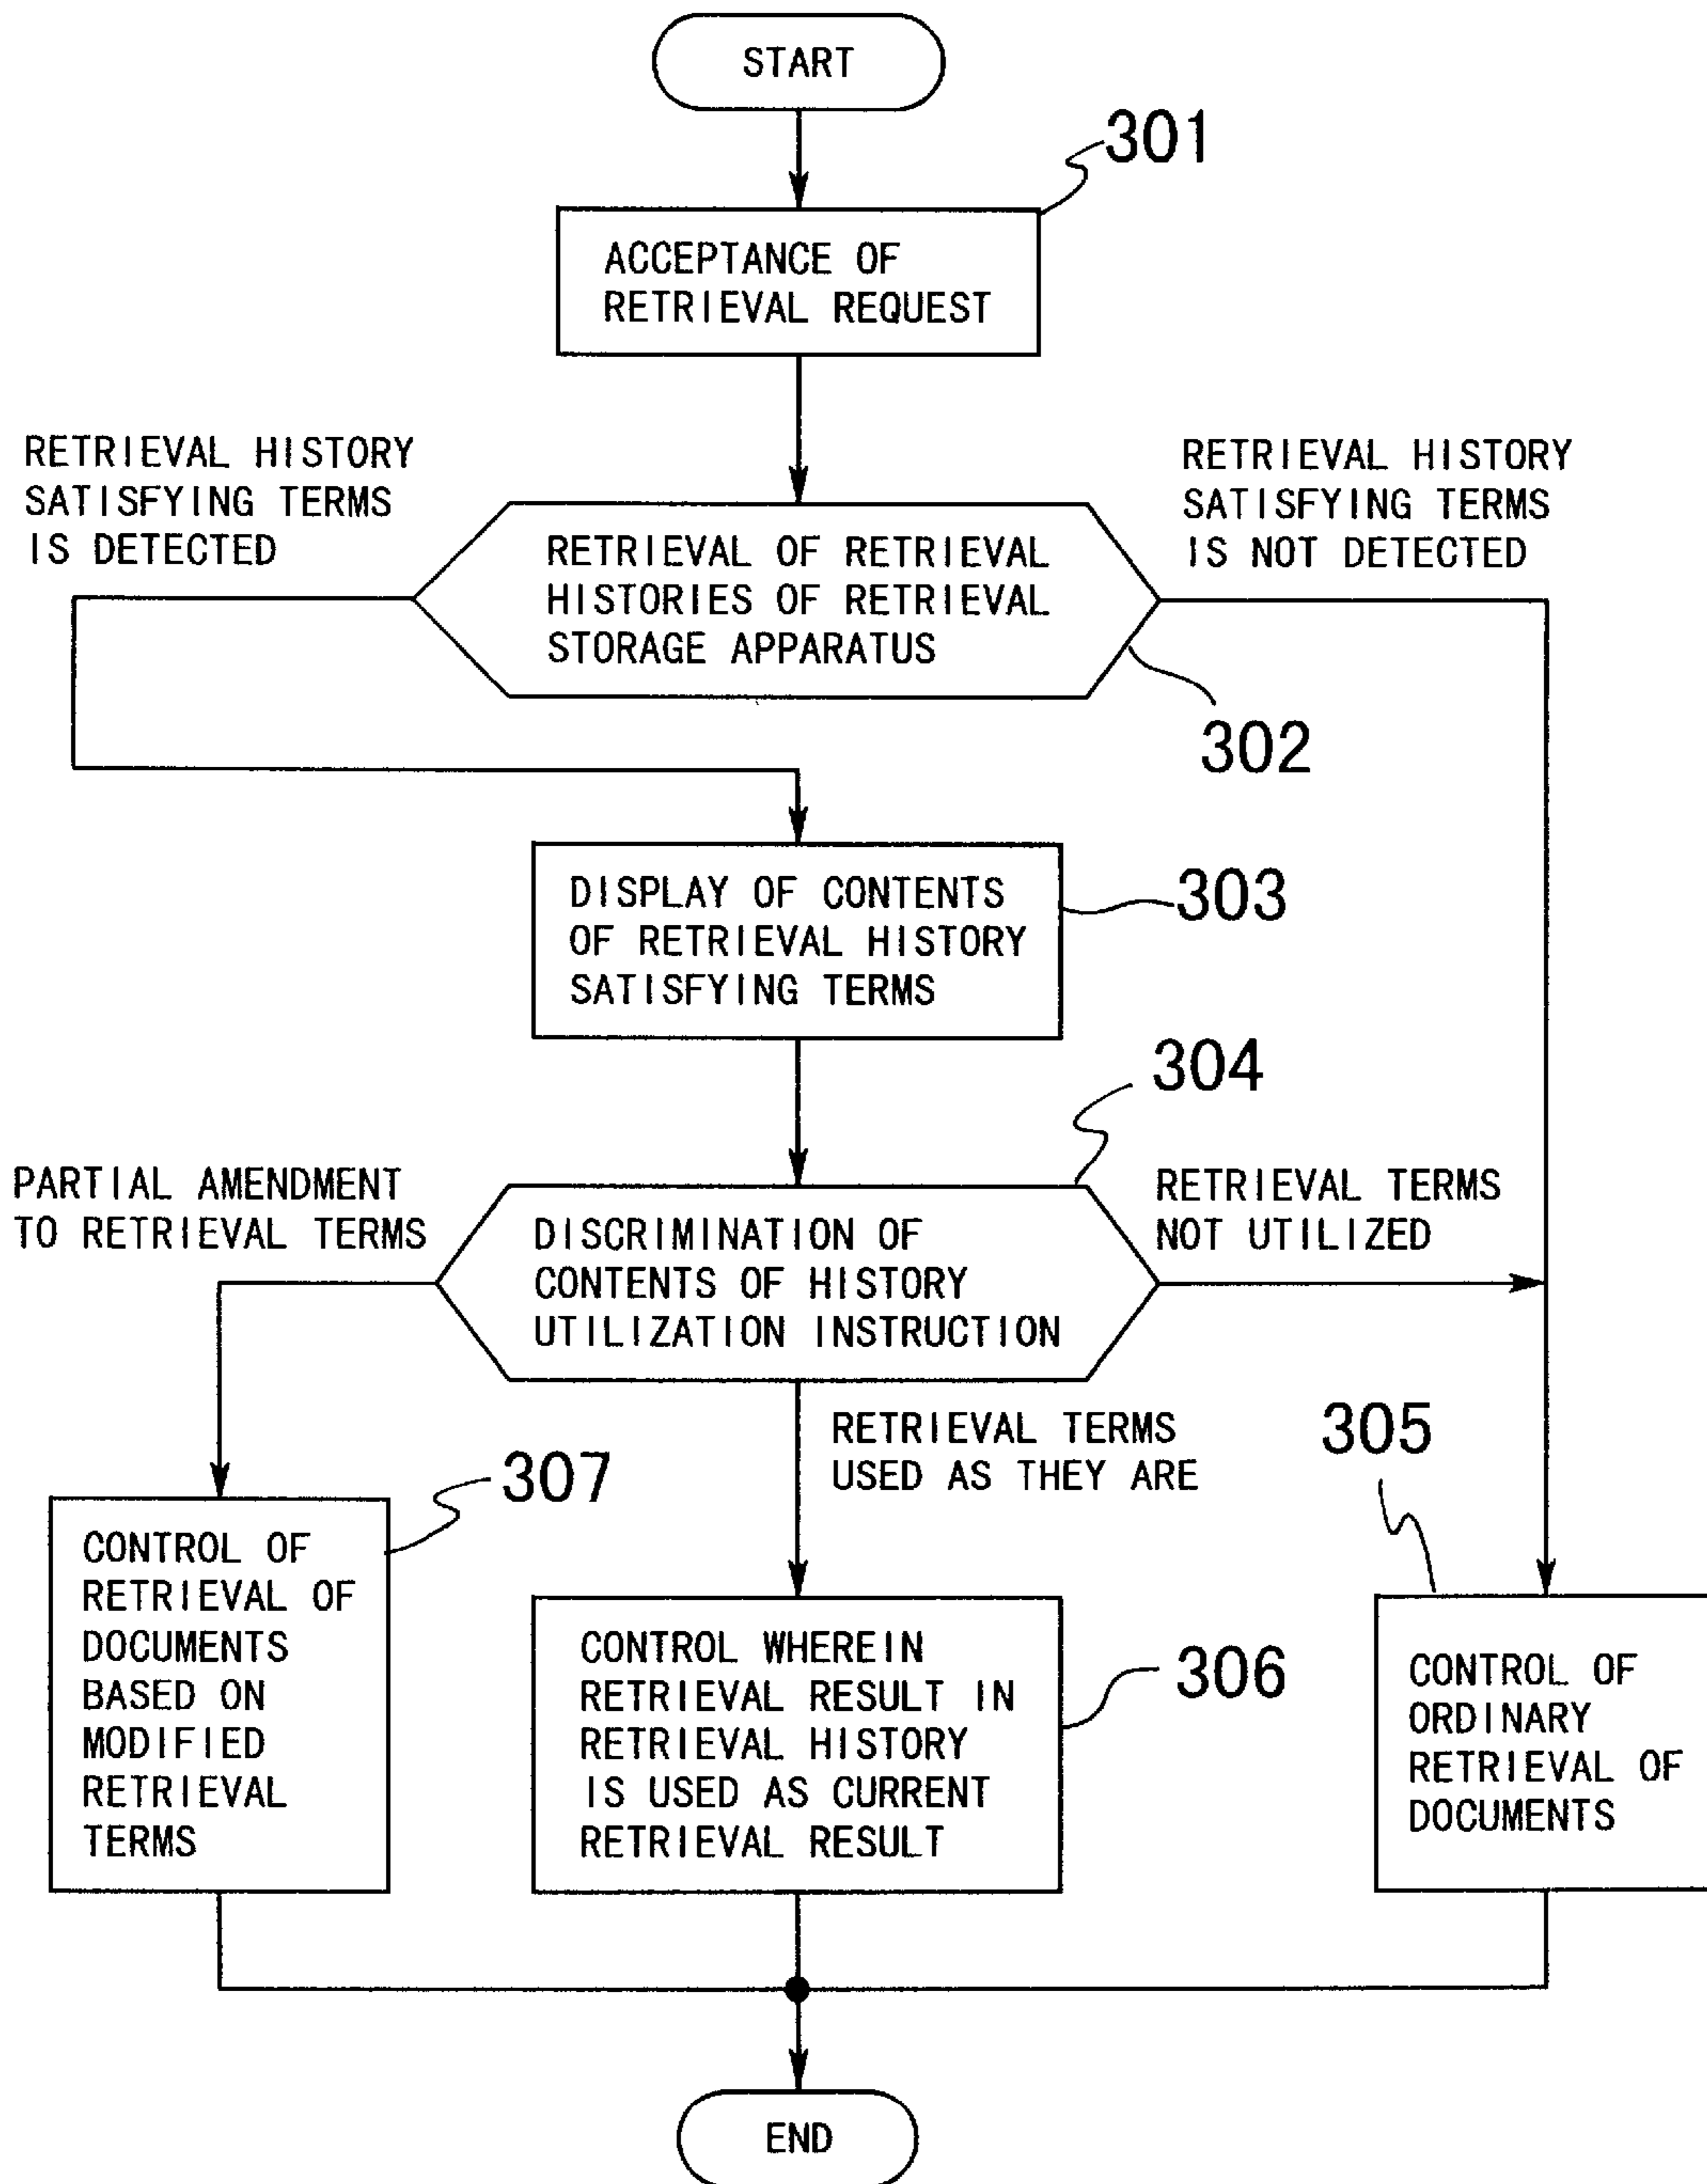 START
301
ACCEPTANCE OF
RETRIEVAL REQUEST
RETRIEVAL HISTORY
SATISFYING TERMS
IS DETECTED
RETRIEVAL HISTORY
SATISFYING TERMS
IS NOT DETECTED
RETRIEVAL OF RETRIEVAL
HISTORIES OF RETRIEVAL
STORAGE APPARATUS
302
DISPLAY OF CONTENTS
OF RETRIEVAL HISTORY
SATISFYING TERMS
303
304
PARTIAL AMENDMENT
TO RETRIEVAL TERMS
DISCRIMINATION OF
CONTENTS OF HISTORY
UTILIZATION INSTRUCTION
RETRIEVAL TERMS
NOT UTILIZED
RETRIEVAL TERMS
USED AS THEY ARE
305
307
CONTROL OF
RETRIEVAL OF
DOCUMENTS
BASED ON
MODIFIED
RETRIEVAL
TERMS
CONTROL WHEREIN
RETRIEVAL RESULT IN
RETRIEVAL HISTORY
IS USED AS CURRENT
RETRIEVAL RESULT
306
CONTROL OF
ORDINARY
RETRIEVAL OF
DOCUMENTS
END